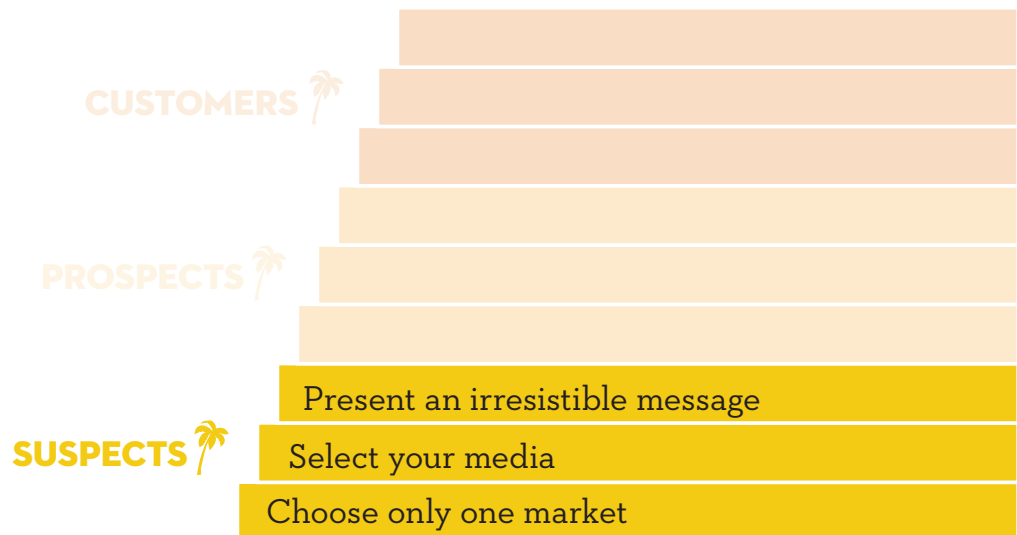 CUSTOMERS
PROSPECTS
Present an irresistible message
SUSPECTS
Select your media
Choose only one market